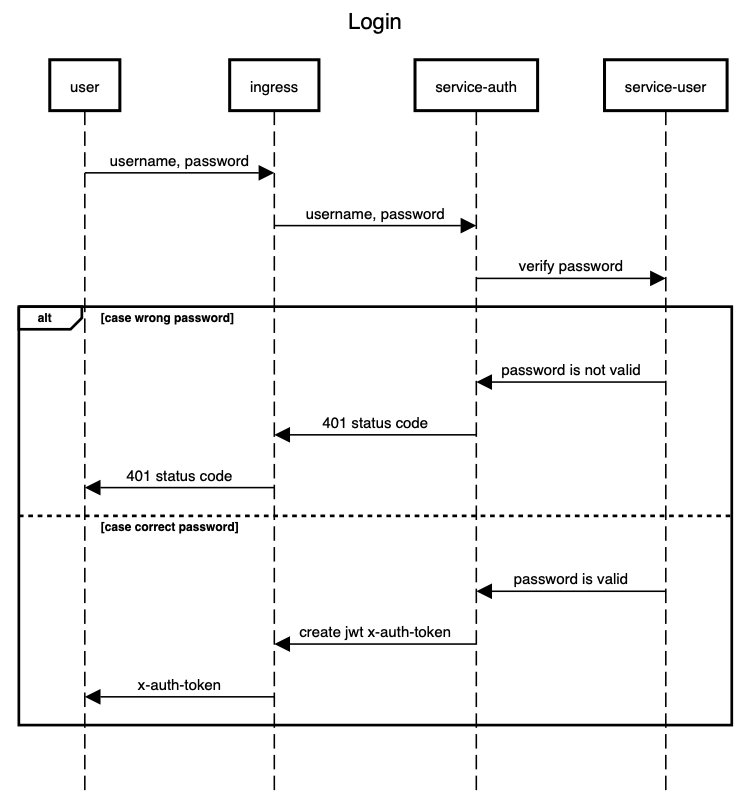 Login
user
ingress
service-auth
service-user
username, password
username, password
verify password
alt
[case wrong password]
password is not valid
401 status code
401 status code
[case correct password]
password is valid
create jwt x-auth-token
x-auth-token